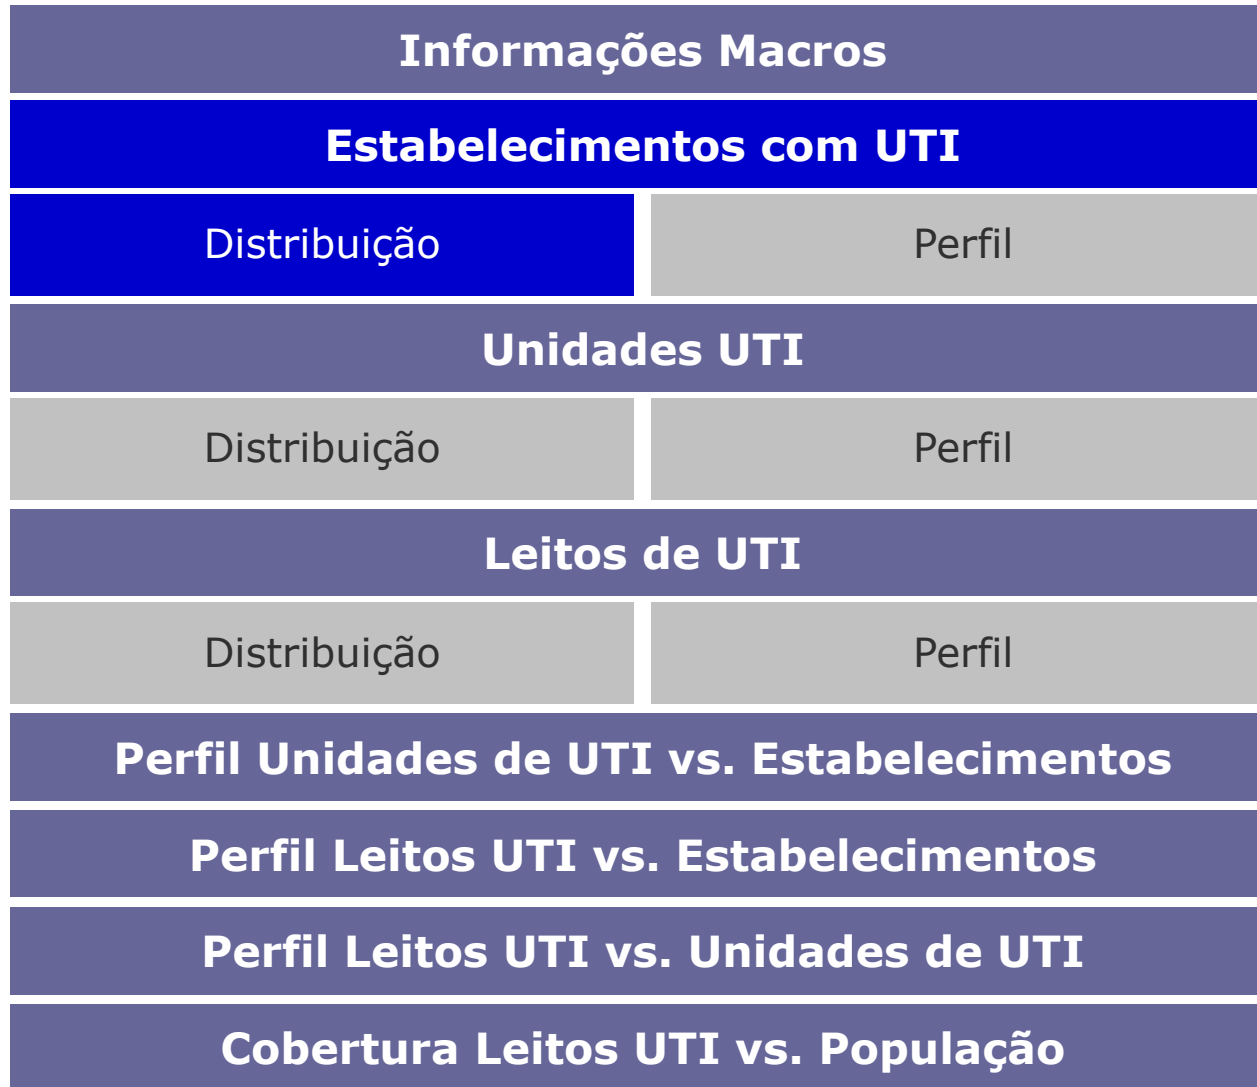 Informações Macros
Estabelecimentos com UTI
Distribuição
Perfil
Unidades UTI
Distribuição
Perfil
Leitos de UTI
Distribuição
Perfil
Perfil Unidades de UTI vs. Estabelecimentos
Perfil Leitos UTI vs. Estabelecimentos
Perfil Leitos UTI vs. Unidades de UTI
Cobertura Leitos UTI vs. População